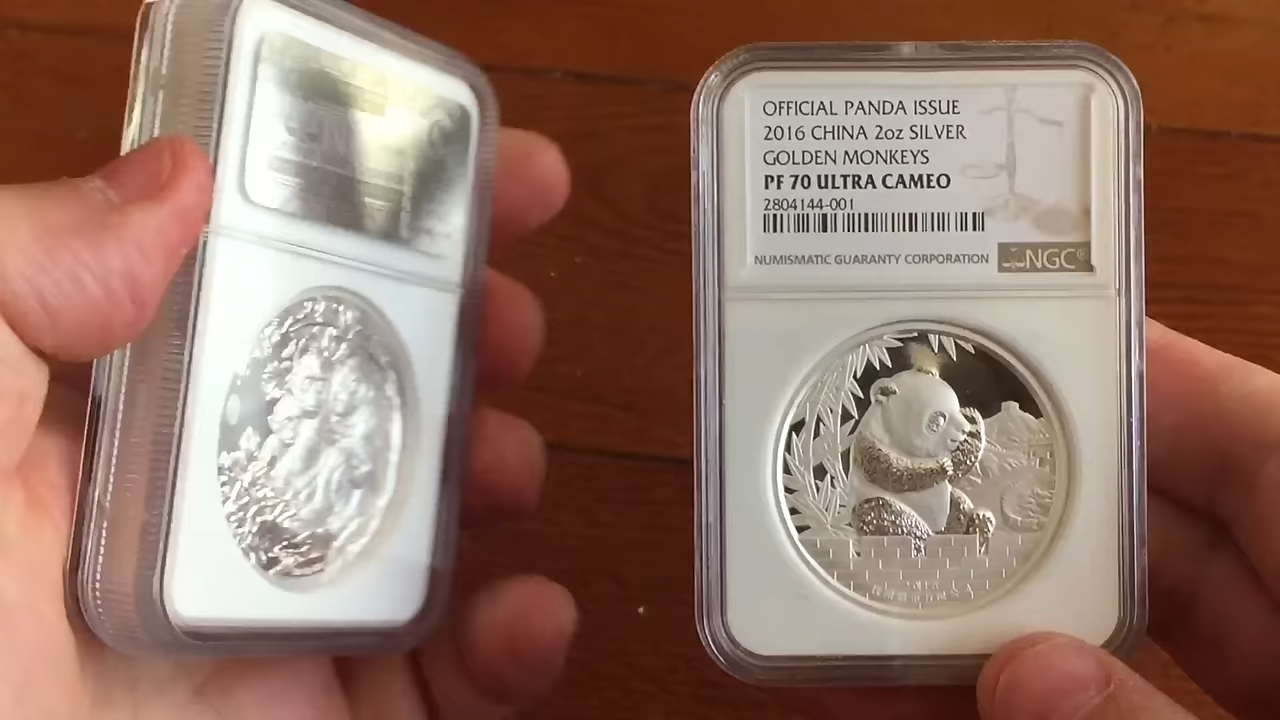 OFFICIAL PANDA ISSUE
2016 CHINA 2oz SILVER
GOLDEN MONKEYS
PF 70 ULTRA CAMEO
2804144-001
NUMISMATIC GUARANTY CORPORATION
NGC®